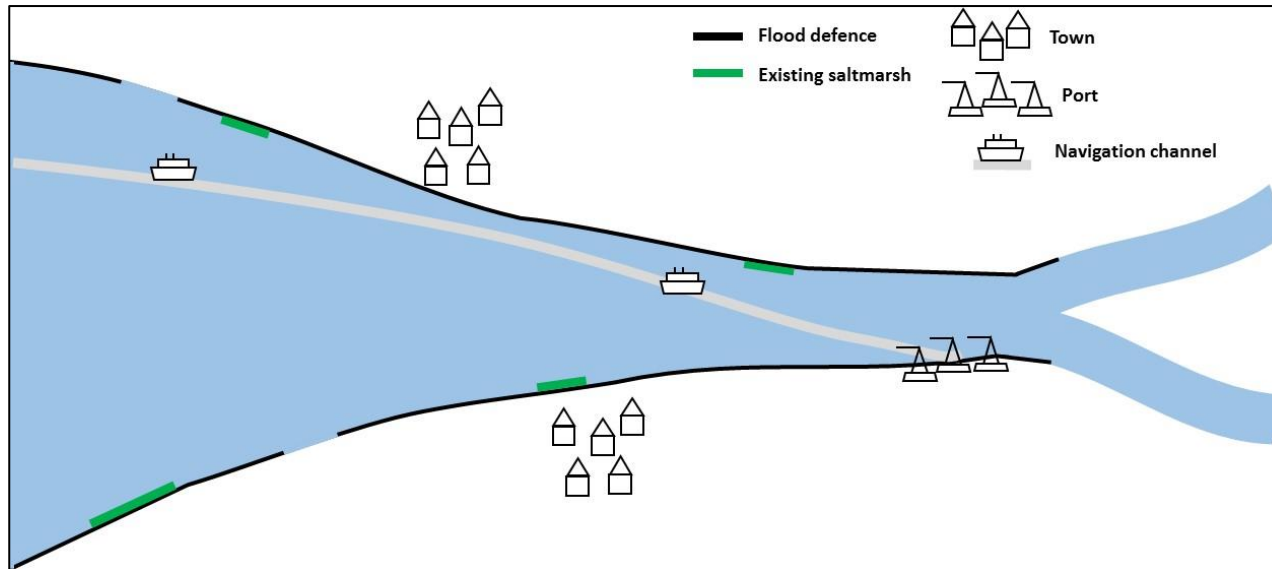 Flood defence
Existing saltmarsh
Town
Port
Navigation channel